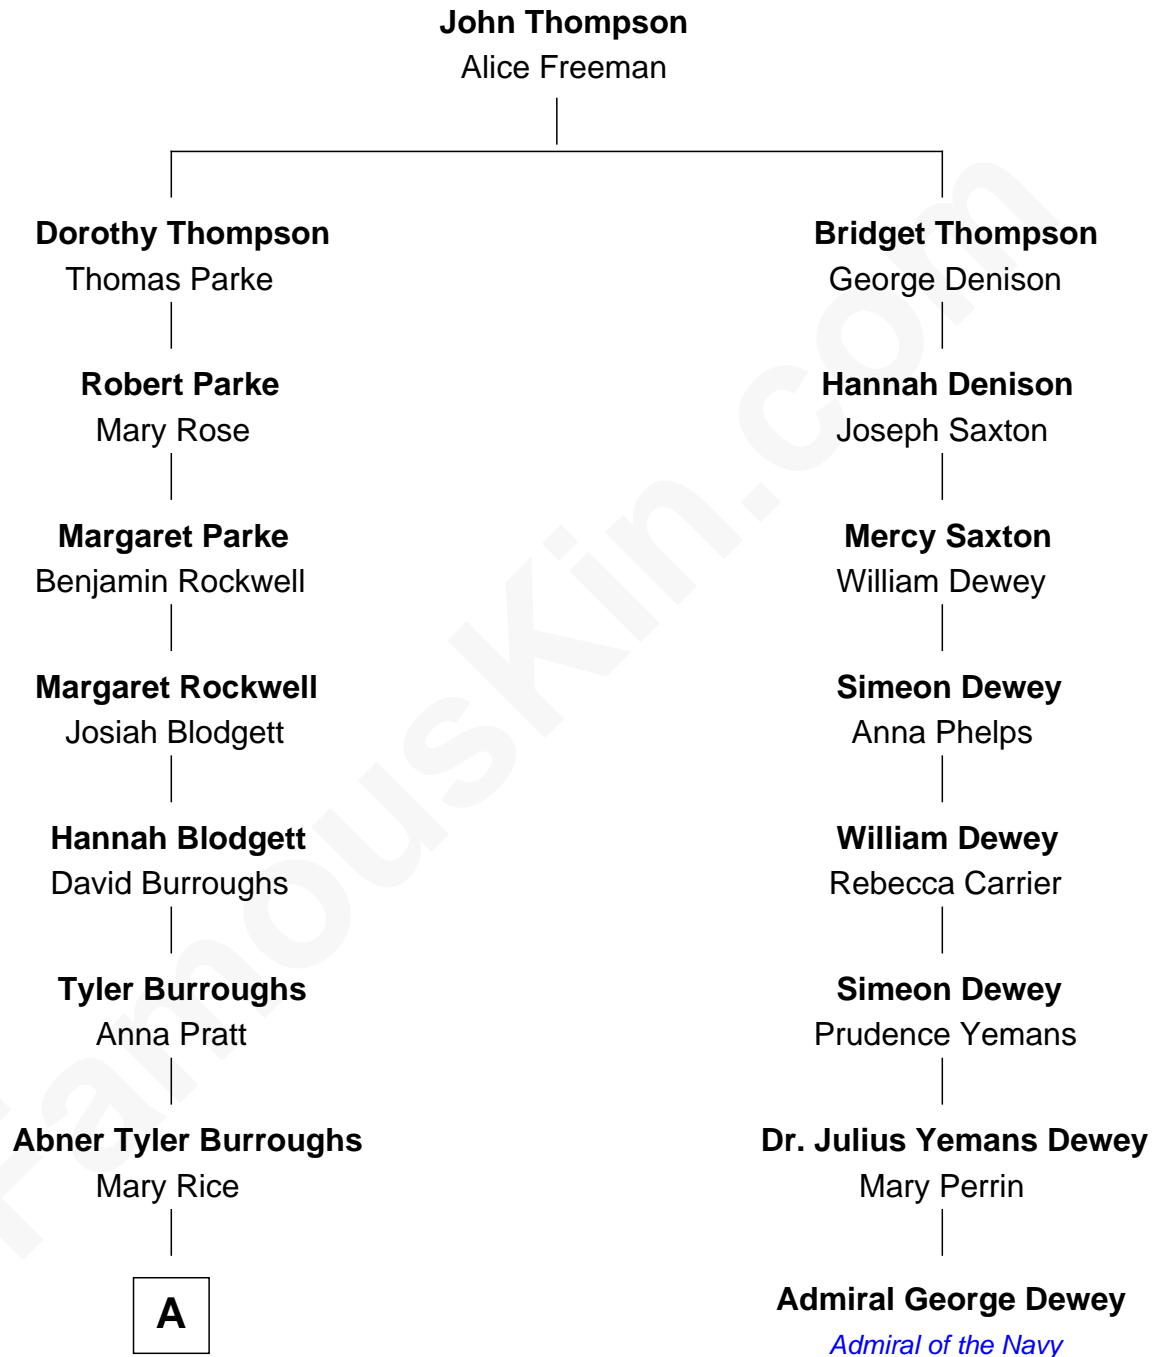 John Thompson
Alice Freeman
Dorothy Thompson
Thomas Parke
Bridget Thompson
George Denison
Robert Parke
Mary Rose
Hannah Denison
Joseph Saxton
Margaret Parke
Benjamin Rockwell
Mercy Saxton
William Dewey
Margaret Rockwell
Josiah Blodgett
Simeon Dewey
Anna Phelps
Hannah Blodgett
David Burroughs
William Dewey
Rebecca Carrier
Tyler Burroughs
Anna Pratt
Simeon Dewey
Prudence Yemans
Abner Tyler Burroughs
Mary Rice
Dr. Julius Yemans Dewey
Mary Perrin
A
Admiral George Dewey
Admiral of the Navy
FamousKin.com